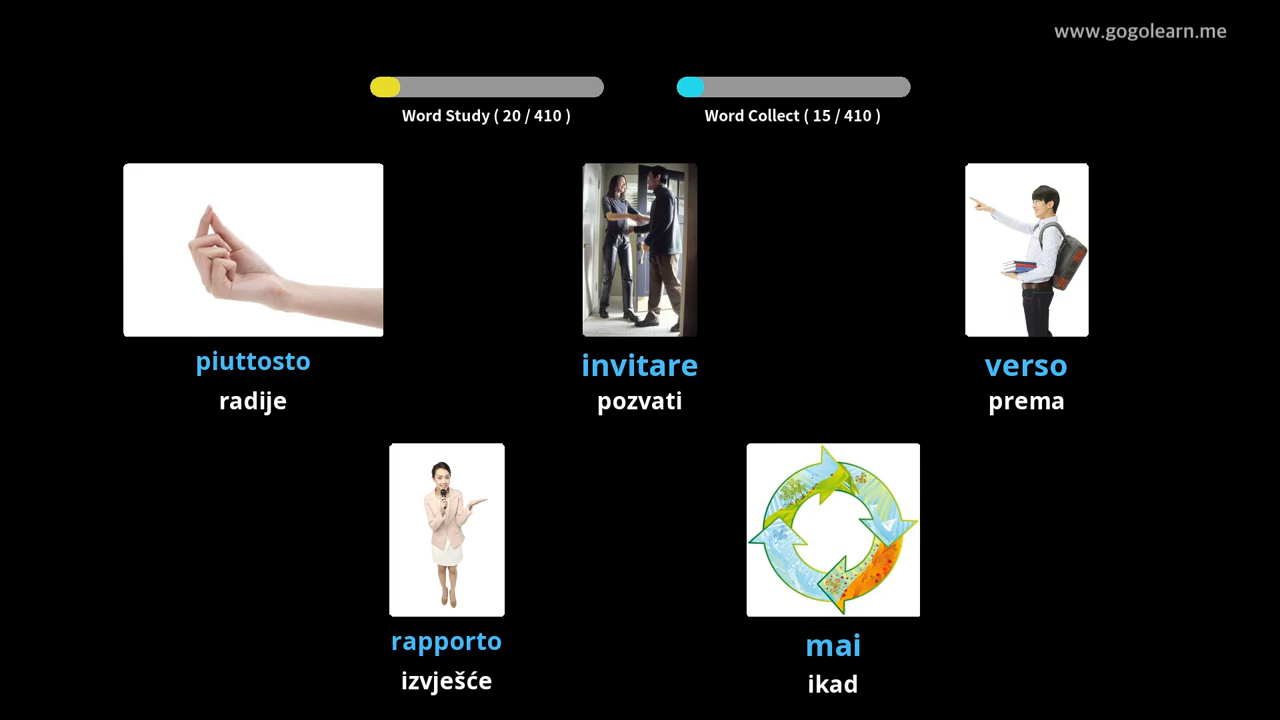 www.gogolearn.me
Word Study ( 20 / 410 )
Word Collect ( 15 / 410 )
piuttosto
radije
invitare
pozvati
verso
prema
rapporto
izvješće
mai
ikad